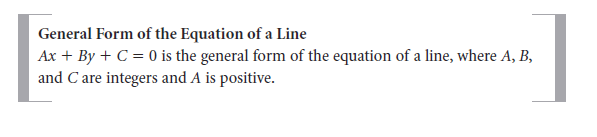 General Form of the Equation of a Line
Ax + By + C = 0 is the general form of the equation of a line, where A, B,
and C are integers and A is positive.